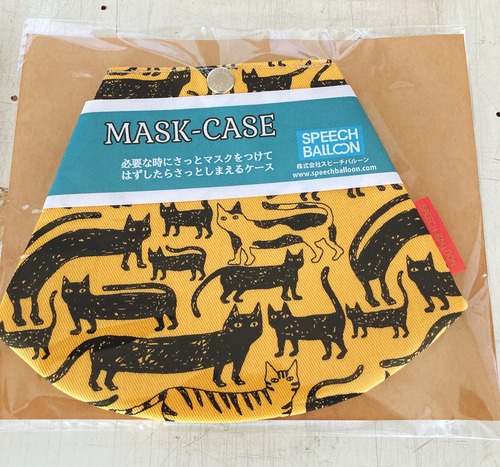 MASK-CASE
必要な時にさっとマスクをつけて
はずしたらさっとしまえるケース
SPEECH
BALLOON
株式会社スピーチバルーン
www.speechballoon.com
SPEECH BALLOON